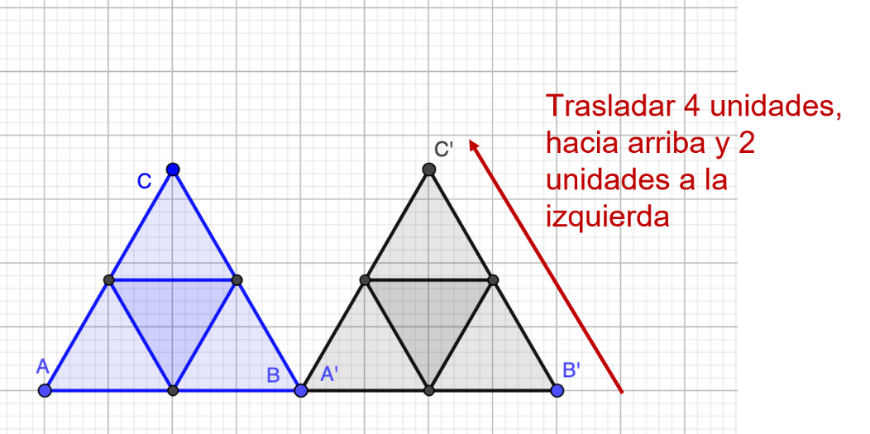 Trasladar 4 unidades,
hacia arriba y 2
unidades a la
izquierda
C
C'
A
B
A'
B'